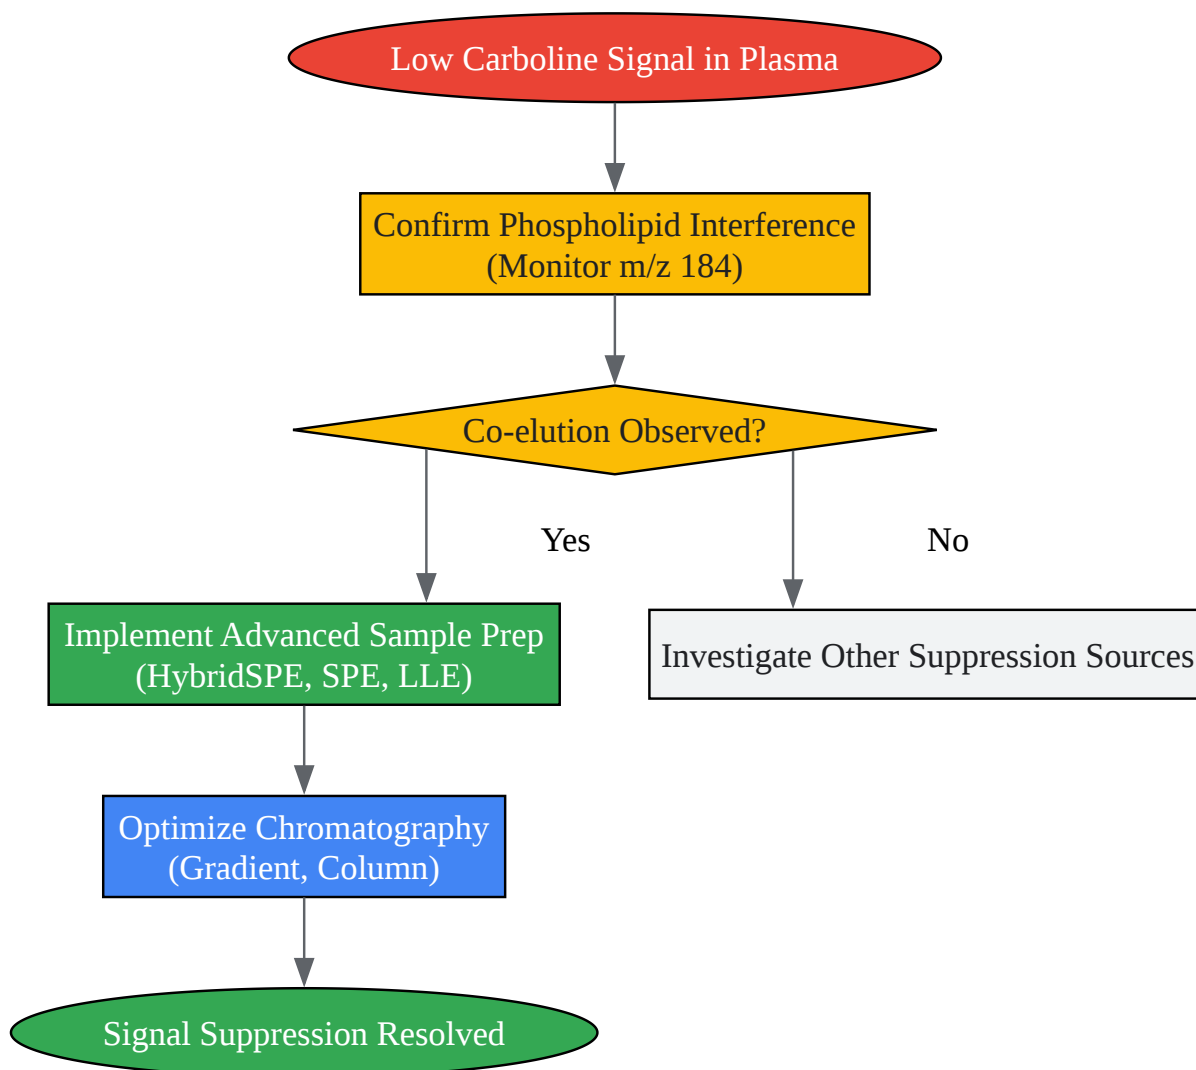 Low Carboline Signal in Plasma
Confirm Phospholipid Interference
(Monitor m/z 184)
Co-elution Observed?
Yes
No
Implement Advanced Sample Prep
(HybridSPE, SPE, LLE)
Investigate Other Suppression Sources
Optimize Chromatography
(Gradient, Column)
Signal Suppression Resolved